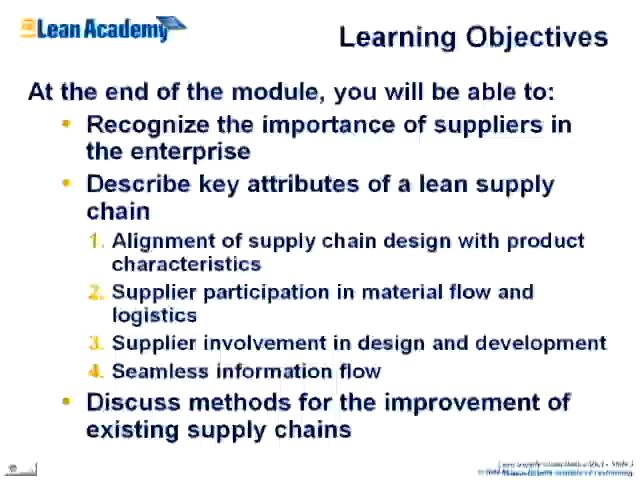 Lean Academy
Learning Objectives
At the end of the module, you will be able to:
• Recognize the importance of suppliers in
the enterprise
• Describe key attributes of a lean supply
chain
1. Alignment of supply chain design with product
characteristics
2. Supplier participation in material flow and
logistics
3. Supplier involvement in design and development
4. Seamless information flow
• Discuss methods for the improvement of
existing supply chains